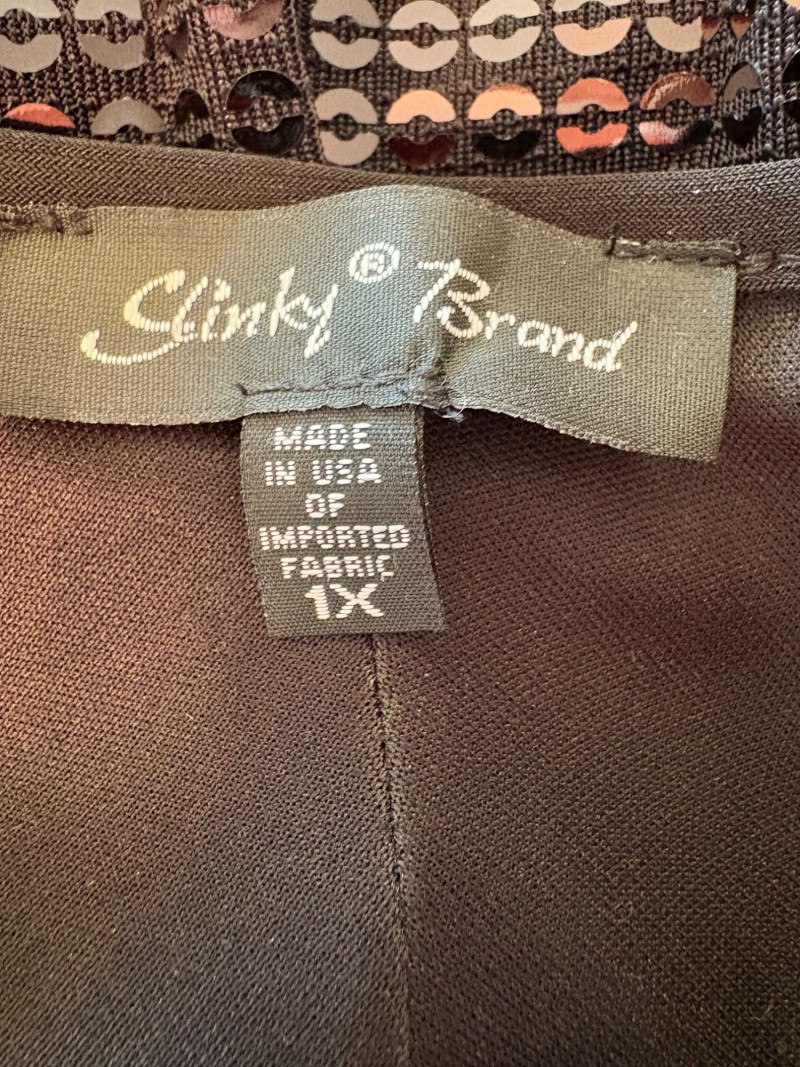 Slinky® Brand
MADE
IN USA
OF
IMPORTED
FABRIC
1X